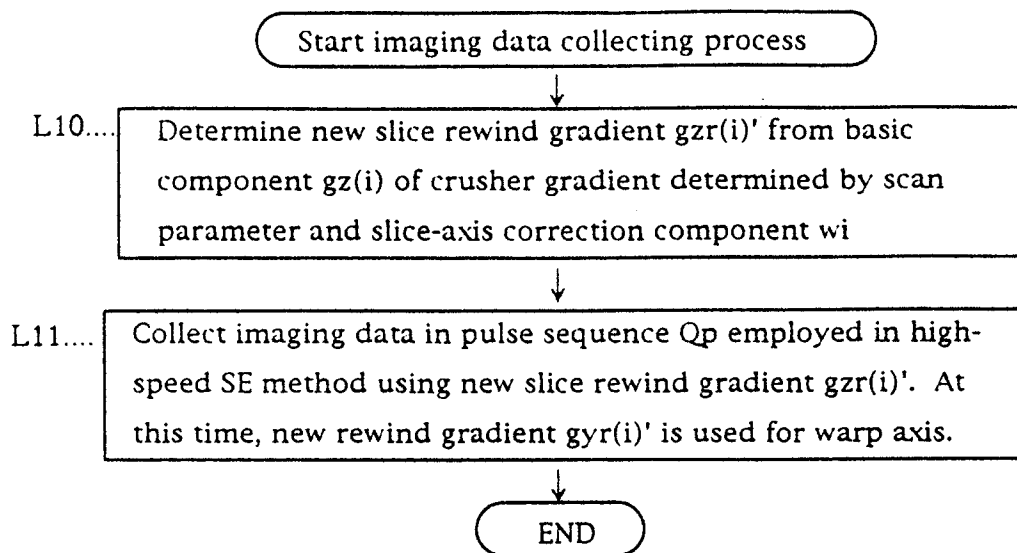 Start imaging data collecting process
L10.... Determine new slice rewind gradient gzr(i)' from basic
component gz(i) of crusher gradient determined by scan
parameter and slice-axis correction component wi
L11.... Collect imaging data in pulse sequence Qp employed in high-
speed SE method using new slice rewind gradient gzr(i)'. At
this time, new rewind gradient gyr(i)' is used for warp axis.
END